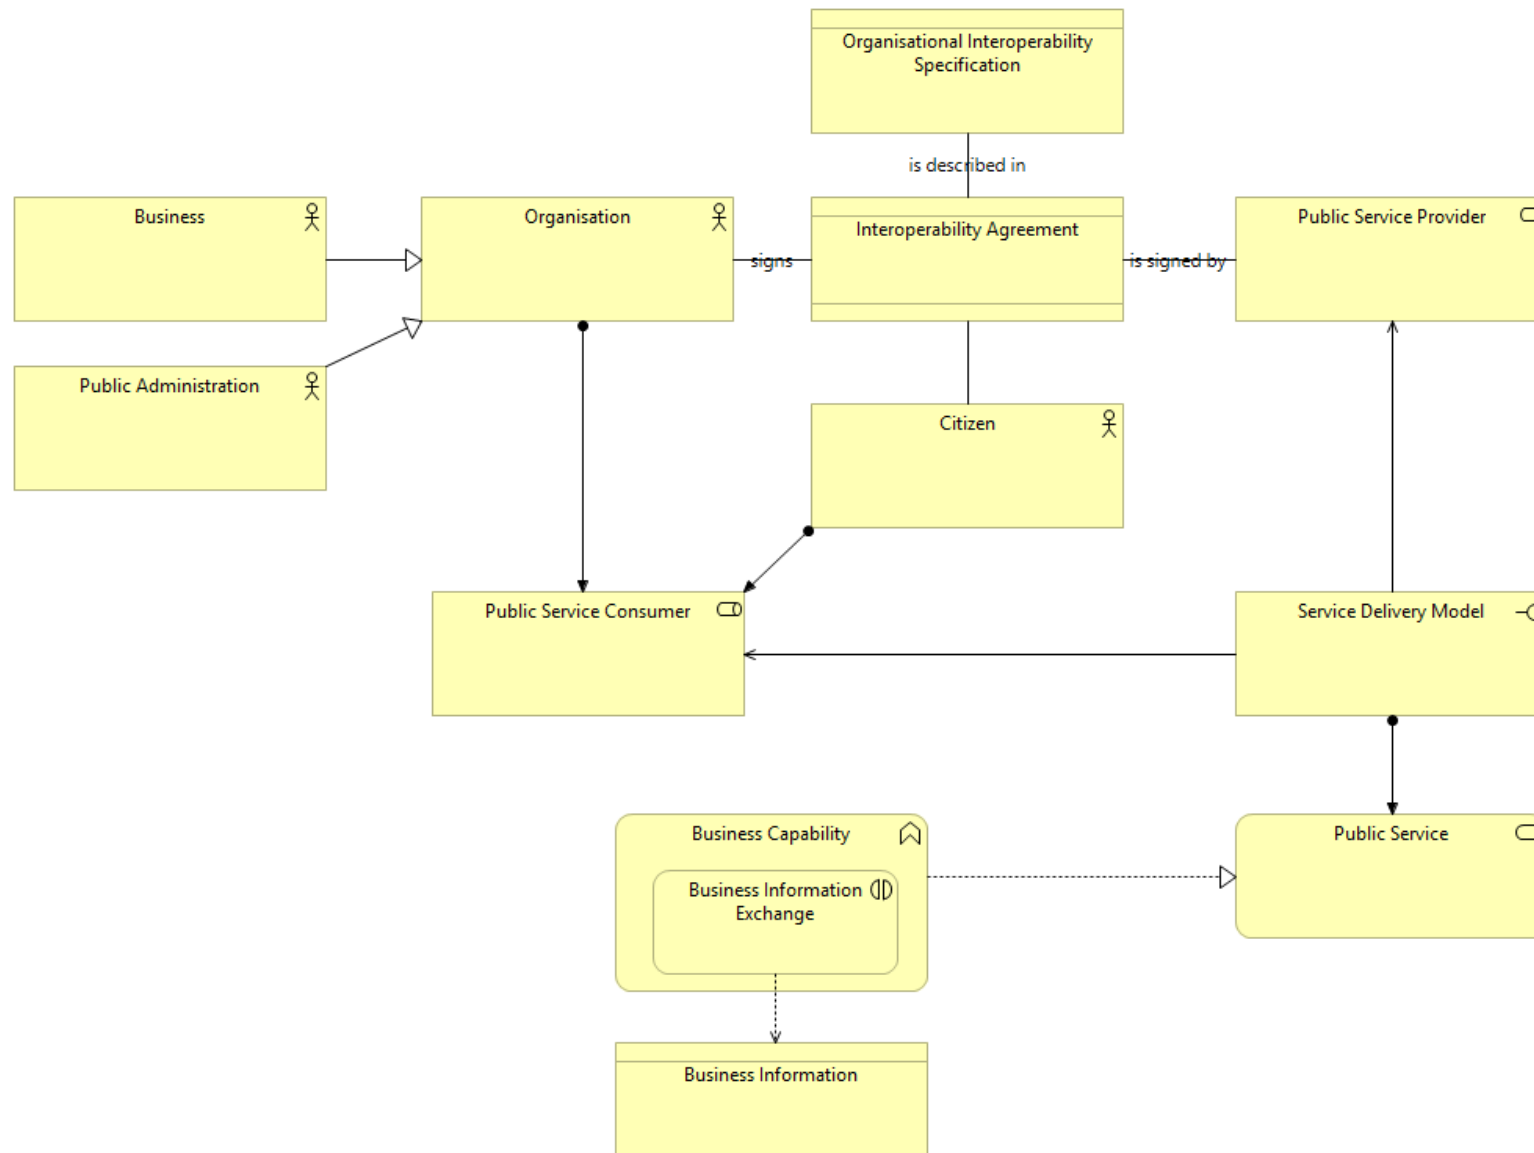 Organisational Interoperability
Specification
is described in
Business
Organisation
Interoperability Agreement
Public Service Provider
signs
is signed by
Public Administration
Citizen
Public Service Consumer
Service Delivery Model
Business Capability
Public Service
Business Information
Exchange
Business Information